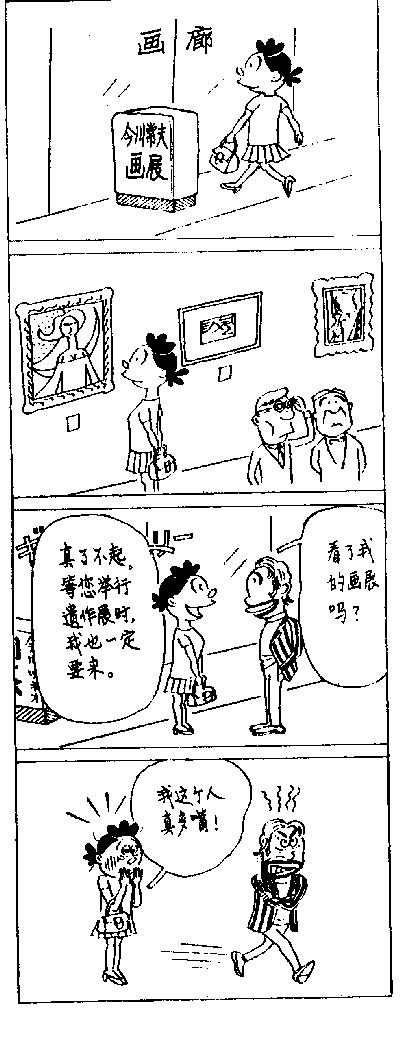 画廊
今川常夫
画展
看了我
的画展
吗?
真了不起。
等您举行
遗作展时,
我也一定
要来。
我这个人
真多嘴!